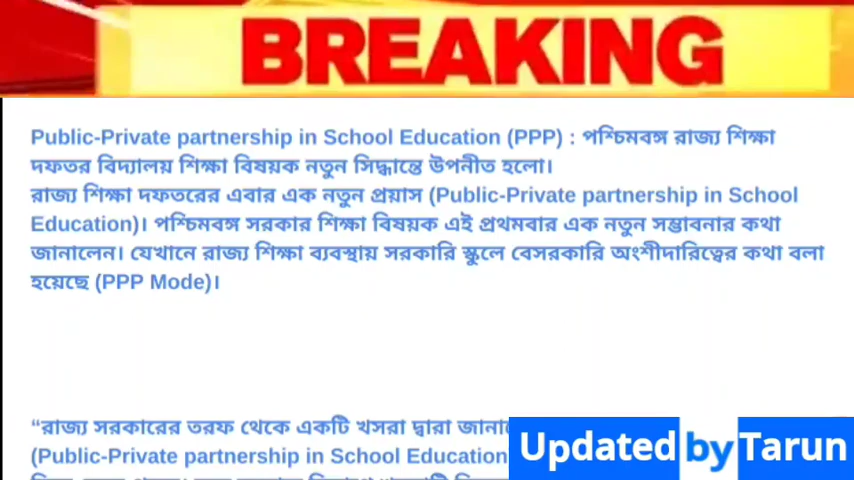 BREAKING
Public-Private partnership in School Education (PPP) : পশ্চিমবঙ্গ রাজ্য শিক্ষা
দফতর বিদ্যালয় শিক্ষা বিষয়ক নতুন সিদ্ধান্তে উপনীত হলো।
রাজ্য শিক্ষা দফতরের এবার এক নতুন প্রয়াস (Public-Private partnership in School
Education)। পশ্চিমবঙ্গ সরকার শিক্ষা বিষয়ক এই প্রথমবার এক নতুন সম্ভাবনার কথা
জানালেন। যেখানে রাজ্য শিক্ষা ব্যবস্থায় সরকারি স্কুলে বেসরকারি অংশীদারিত্বের কথা বলা
হয়েছে (PPP Mode)।
“রাজ্য সরকারের তরফ থেকে একটি খসরা দ্বারা
(Public-Private partnership in School Education
Updated by Tarun